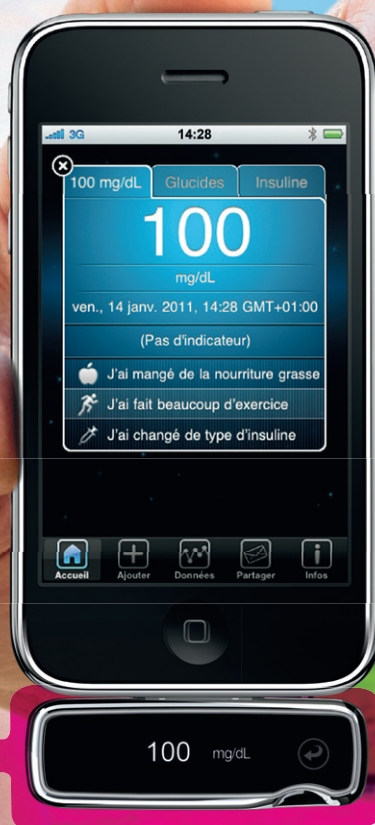 3G 14:28
100 mg/dL Glucides Insuline
100
mg/dL
ven., 14 janv. 2011, 14:28 GMT+01:00
(Pas d'indicateur)
J'ai mangé de la nourriture grasse
J'ai fait beaucoup d'exercice
J'ai changé de type d'insuline
Accueil Ajouter Données Partager Infos
100 mg/dL